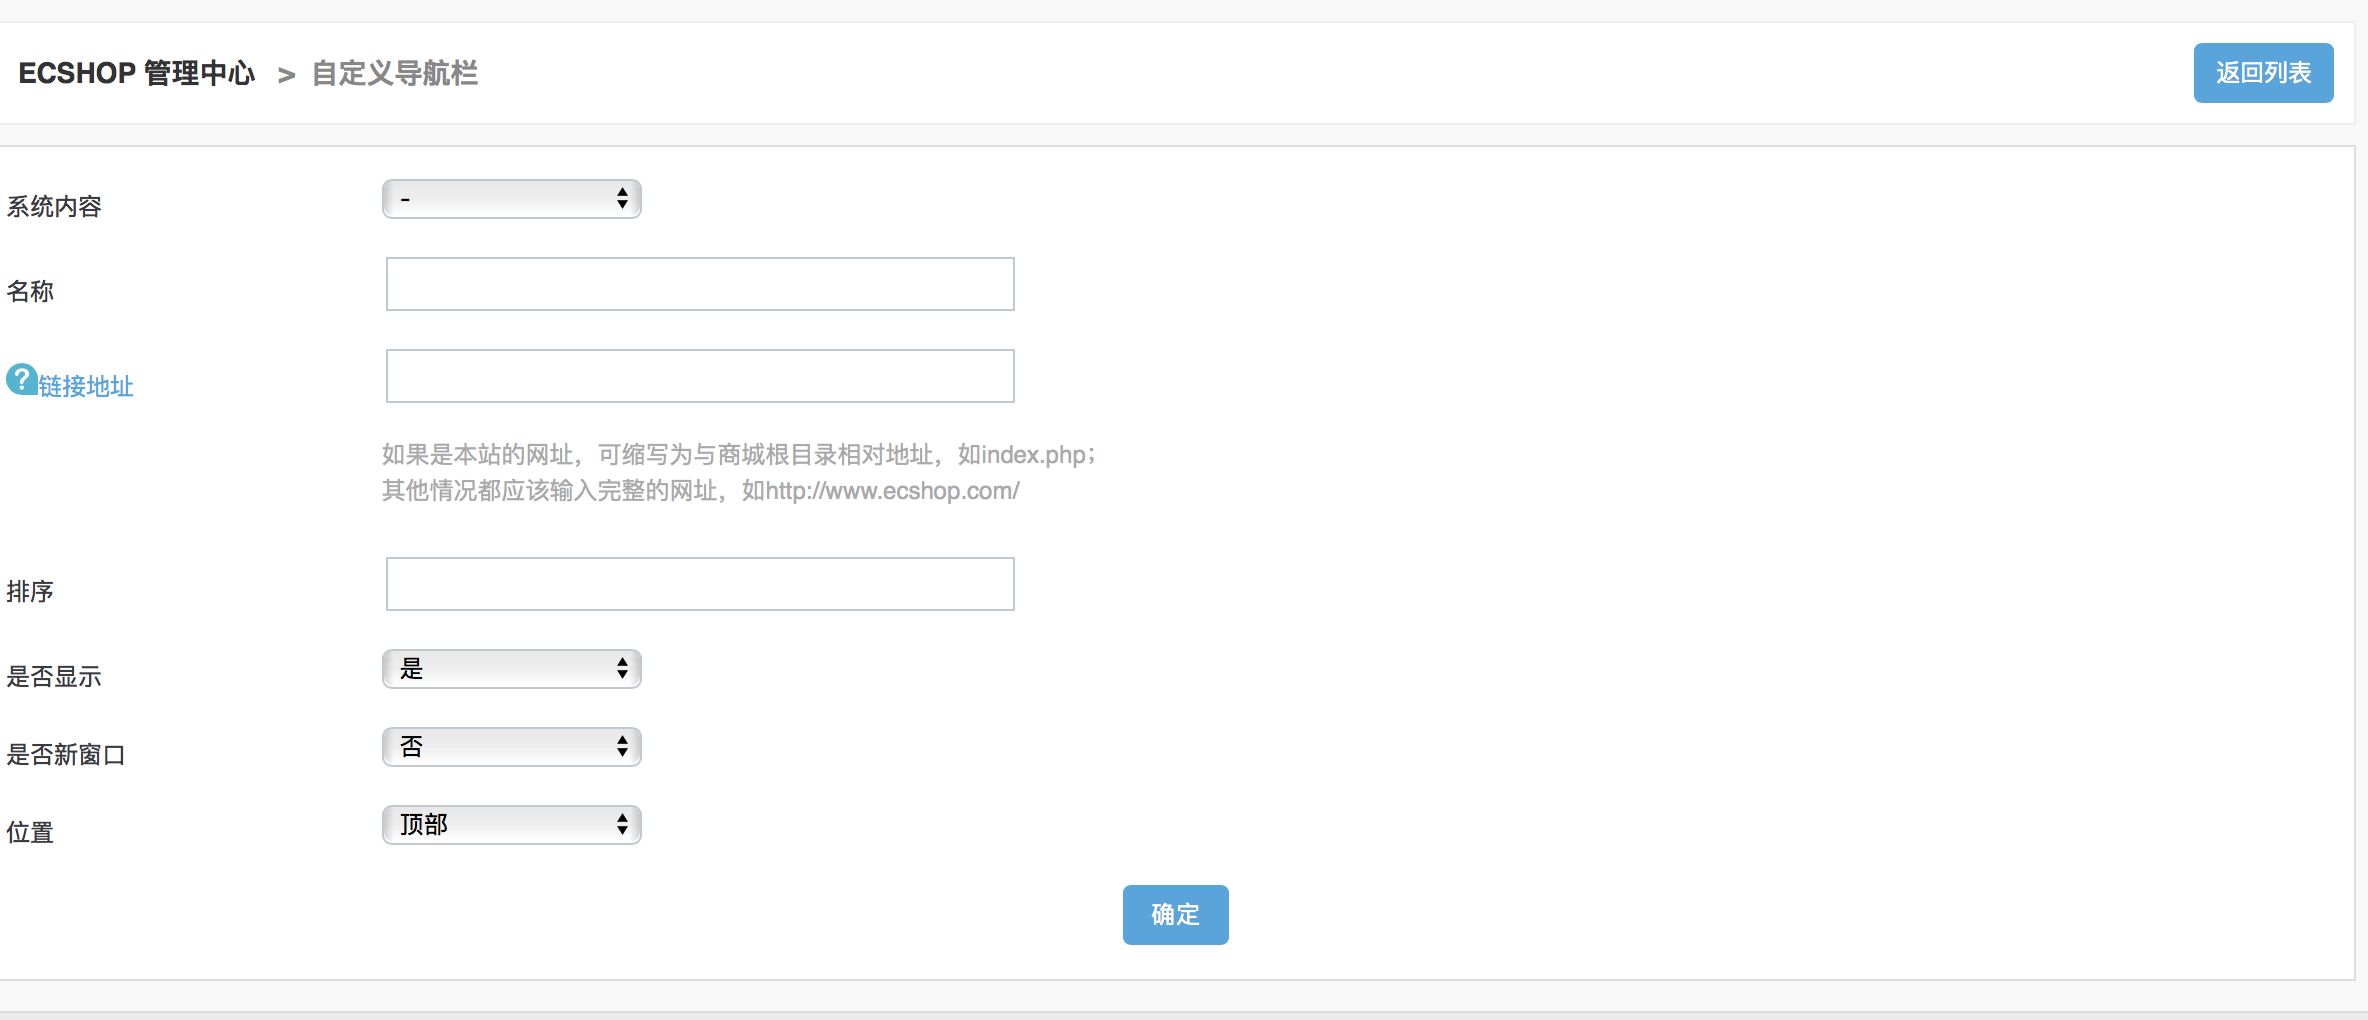 ECSHOP 管理中心 > 自定义导航栏
返回列表
系统内容 -
名称
?链接地址
如果是本站的网址，可缩写为与商城根目录相对地址，如index.php；
其他情况都应该输入完整的网址，如http://www.ecshop.com/
排序
是否显示 是
是否新窗口 否
位置 顶部
确定